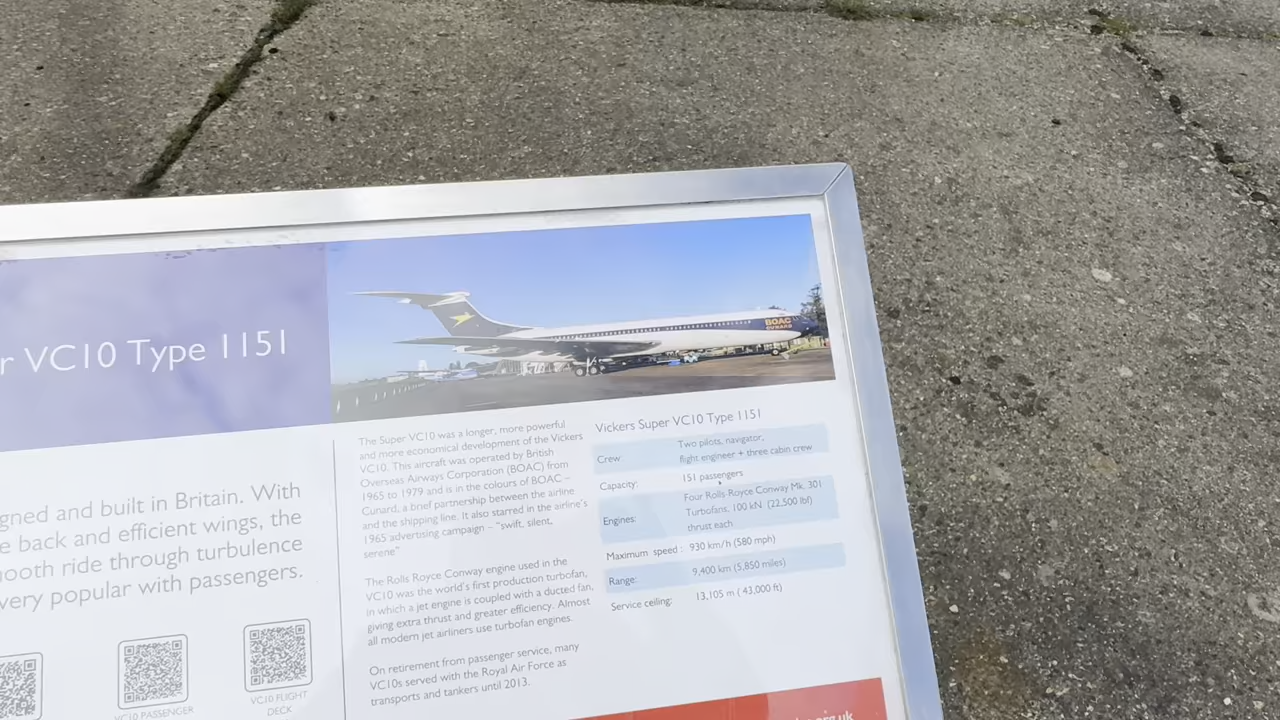 VC10 Type 1151
BOAC
CUNARD
gned and built in Britain. With
e back and efficient wings, the
ooth ride through turbulence
very popular with passengers.
VC10 PASSENGER
VC10 FLIGHT
DECK
The Super VC10 was a longer, more powerful
and more economical development of the Vickers
VC10. This aircraft was operated by British
Overseas Airways Corporation (BOAC) from
1965 to 1979 and is in the colours of BOAC –
Cunard, a brief partnership between the airline
and the shipping line. It also starred in the airline's
1965 advertising campaign – "swift, silent,
serene"
The Rolls Royce Conway engine used in the
VC10 was the world's first production turbofan,
in which a jet engine is coupled with a ducted fan,
giving extra thrust and greater efficiency. Almost
all modern jet airliners use turbofan engines.
On retirement from passenger service, many
VC10s served with the Royal Air Force as
transports and tankers until 2013.
Vickers Super VC10 Type 1151
Crew: Two pilots, navigator,
flight engineer + three cabin crew
Capacity: 151 passengers
Engines: Four Rolls Royce Conway Mk. 301
Turbofans, 100 kN (22,500 lbf)
thrust each
Maximum speed : 930 km/h (580 mph)
Range: 9,400 km (5,850 miles)
Service ceiling: 13,105 m ( 43,000 ft)
.org.uk